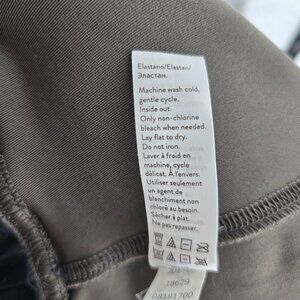 Elastano/Elastan/
Эластан.
Machine wash cold,
gentle cycle.
Inside out.
Only non-chlorine
bleach when needed.
Lay flat to dry.
Do not iron.
Laver à froid en
machine, cycle
délicat. À l'envers.
Utiliser seulement
un agent de
blanchiment non
chloré au besoin.
Sécher à plat.
Ne pas repasser.
18629
08191700